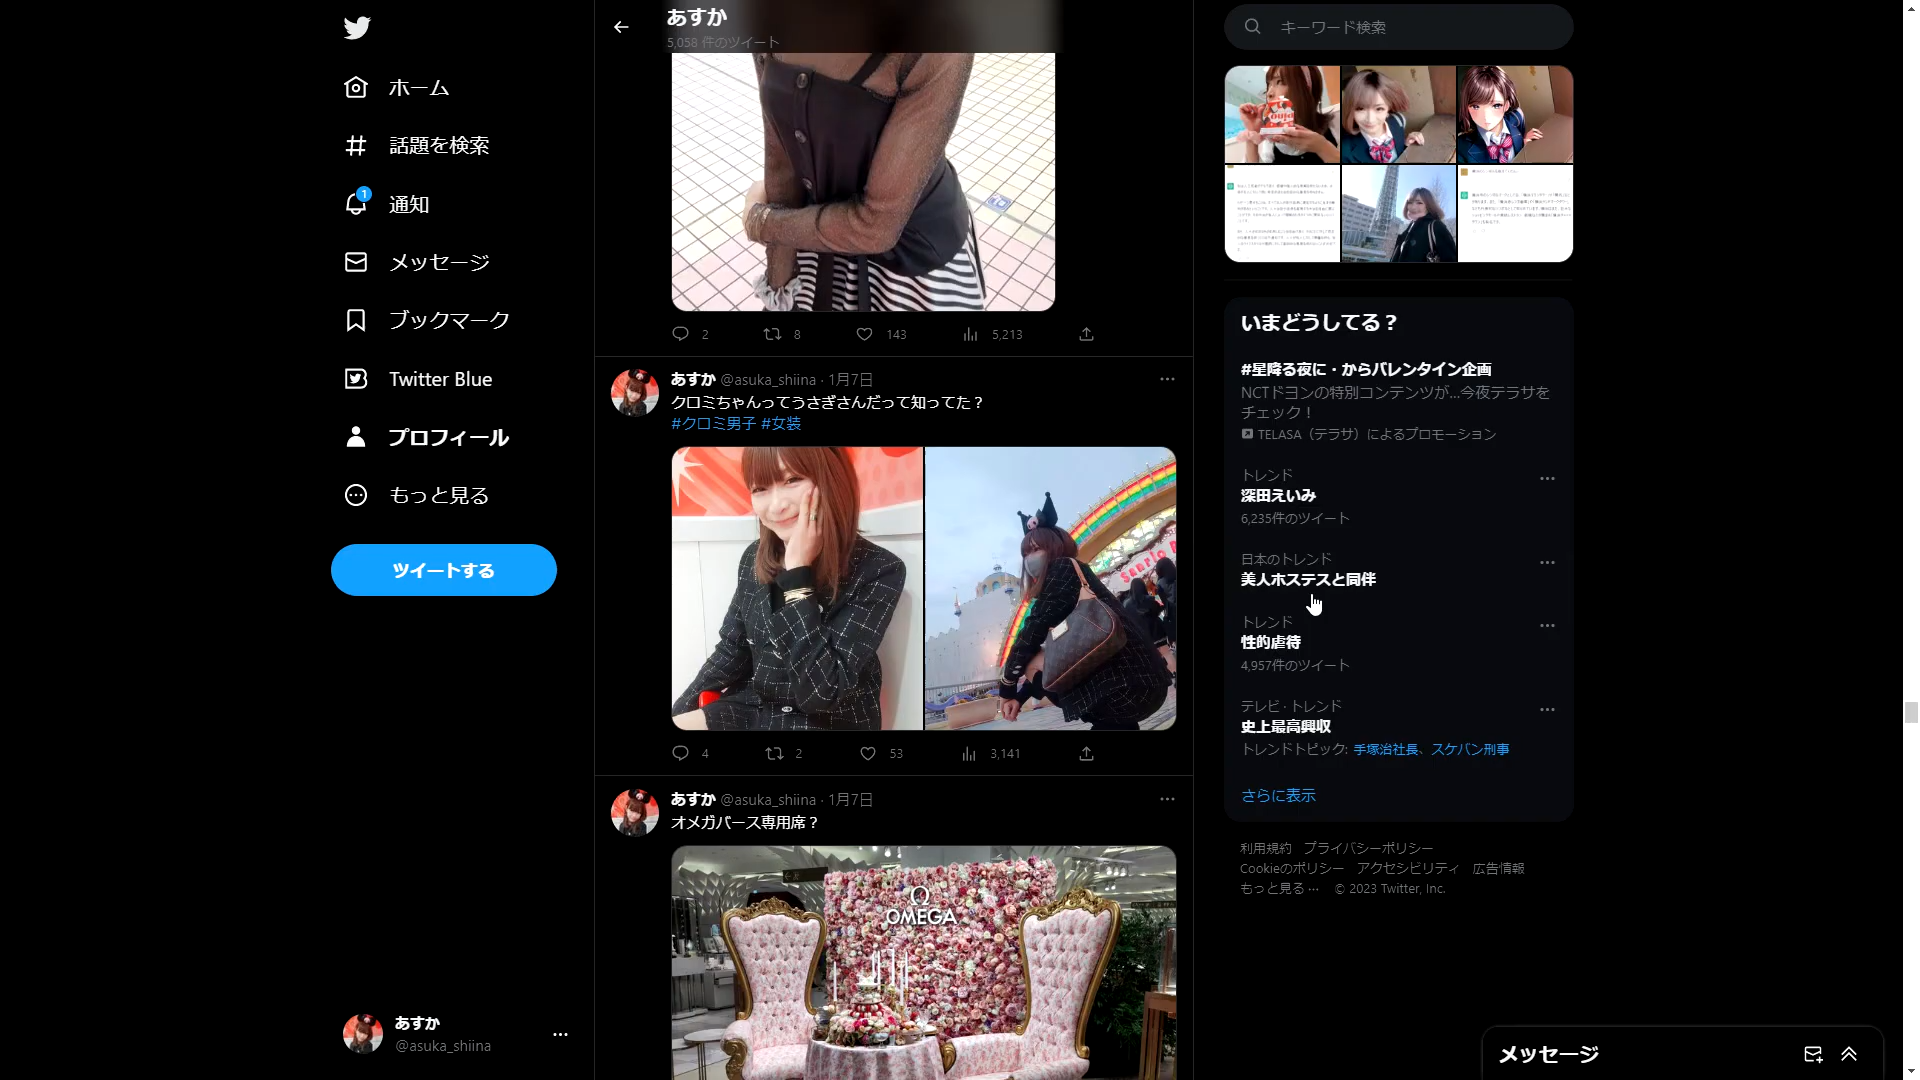 ホーム
話題を検索
1
通知
メッセージ
ブックマーク
Twitter Blue
プロフィール
もっと見る
ツイートする
あすか
@asuka_shiina
あすか
5,058 件のツイート
2
8
143
5,213
あすか @asuka_shiina · 1月7日
クロミちゃんってうさぎさんだって知ってた？
#クロミ男子 #女装
4
2
53
3,141
あすか @asuka_shiina · 1月7日
オメガバース専用席？
Ω
OMEGA
キーワード検索
いまどうしてる？
#星降る夜に・からバレンタイン企画
NCTドヨンの特別コンテンツが...今夜テラサを
チェック！
TELASA（テラサ）によるプロモーション
トレンド
深田えいみ
6,235件のツイート
日本のトレンド
美人ホステスと同伴
トレンド
性的虐待
4,957件のツイート
テレビ · トレンド
史上最高興収
トレンドトピック: 手塚治社長、スケバン刑事
さらに表示
利用規約 プライバシーポリシー
Cookieのポリシー アクセシビリティ 広告情報
もっと見る ··· © 2023 Twitter, Inc.
メッセージ